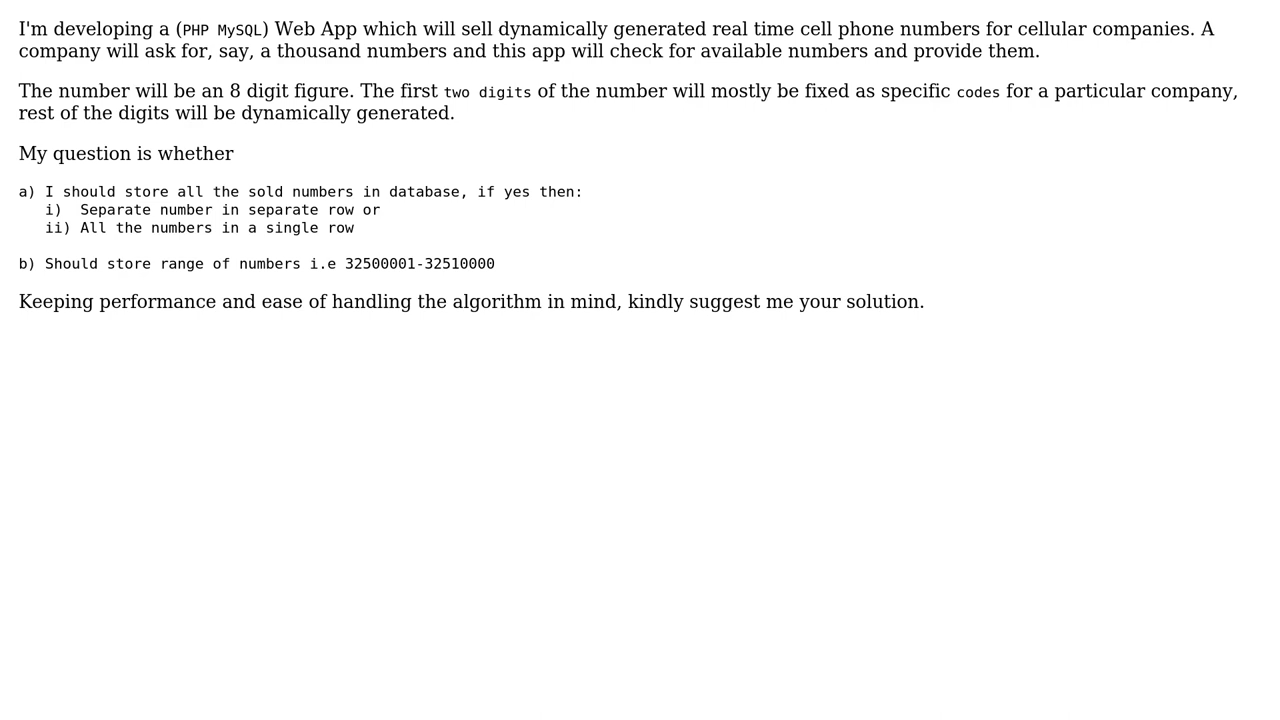 I'm developing a (PHP MySQL) Web App which will sell dynamically generated real time cell phone numbers for cellular companies. A
company will ask for, say, a thousand numbers and this app will check for available numbers and provide them.
The number will be an 8 digit figure. The first two digits of the number will mostly be fixed as specific codes for a particular company,
rest of the digits will be dynamically generated.
My question is whether
a) I should store all the sold numbers in database, if yes then:
   i)  Separate number in separate row or
   ii) All the numbers in a single row
b) Should store range of numbers i.e 32500001-32510000
Keeping performance and ease of handling the algorithm in mind, kindly suggest me your solution.